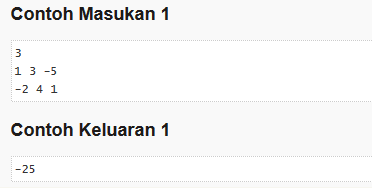 Contoh Masukan 1
3
1 3 -5
-2 4 1
Contoh Keluaran 1
-25